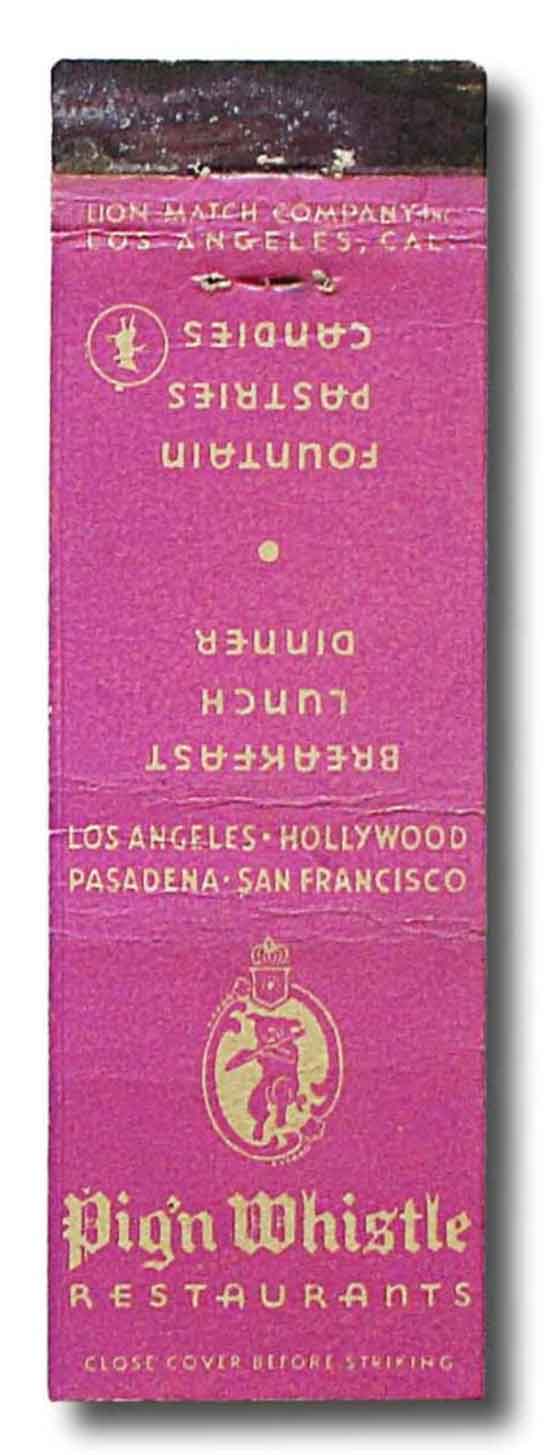 LION MATCH COMPANY INC
LOS ANGELES, CAL.
BREAKFAST
LUNCH
DINNER
•
FOUNTAIN
PASTRIES
CANDIES
LOS ANGELES • HOLLYWOOD
PASADENA • SAN FRANCISCO
Pig'n Whistle
RESTAURANTS
CLOSE COVER BEFORE STRIKING